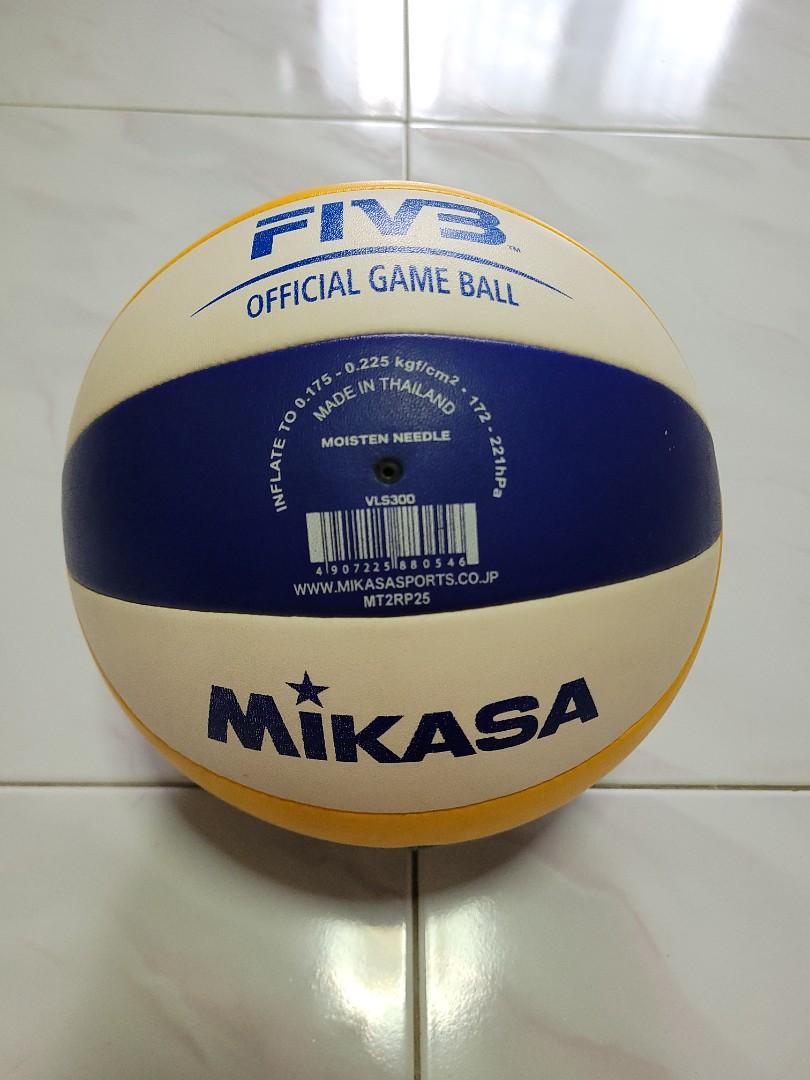 FIVB™
OFFICIAL GAME BALL
INFLATE TO 0.175 - 0.225 kgf/cm2 • 172 - 221hPa
MADE IN THAILAND
MOISTEN NEEDLE
VLS300
4 907225 880546
WWW.MIKASASPORTS.CO.JP
MT2RP25
MiKASA